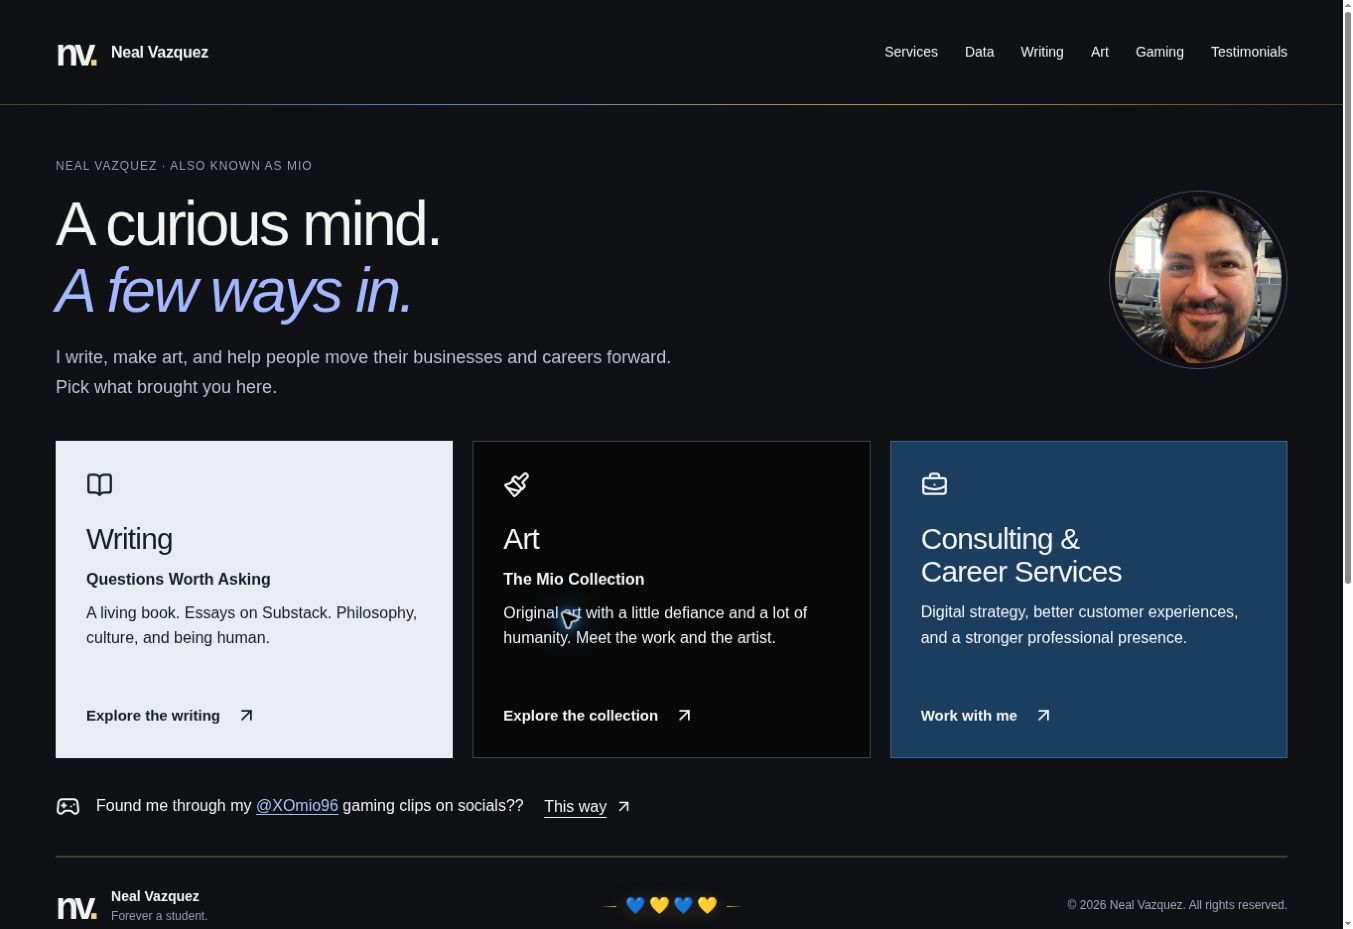 nv. Neal Vazquez
Services Data Writing Art Gaming Testimonials
NEAL VAZQUEZ · ALSO KNOWN AS MIO
A curious mind.
A few ways in.
I write, make art, and help people move their businesses and careers forward.
Pick what brought you here.
Writing
Questions Worth Asking
A living book. Essays on Substack. Philosophy,
culture, and being human.
Explore the writing
Art
The Mio Collection
Original art with a little defiance and a lot of
humanity. Meet the work and the artist.
Explore the collection
Consulting &
Career Services
Digital strategy, better customer experiences,
and a stronger professional presence.
Work with me
Found me through my @XOmio96 gaming clips on socials?? This way
nv. Neal Vazquez
Forever a student.
© 2026 Neal Vazquez. All rights reserved.